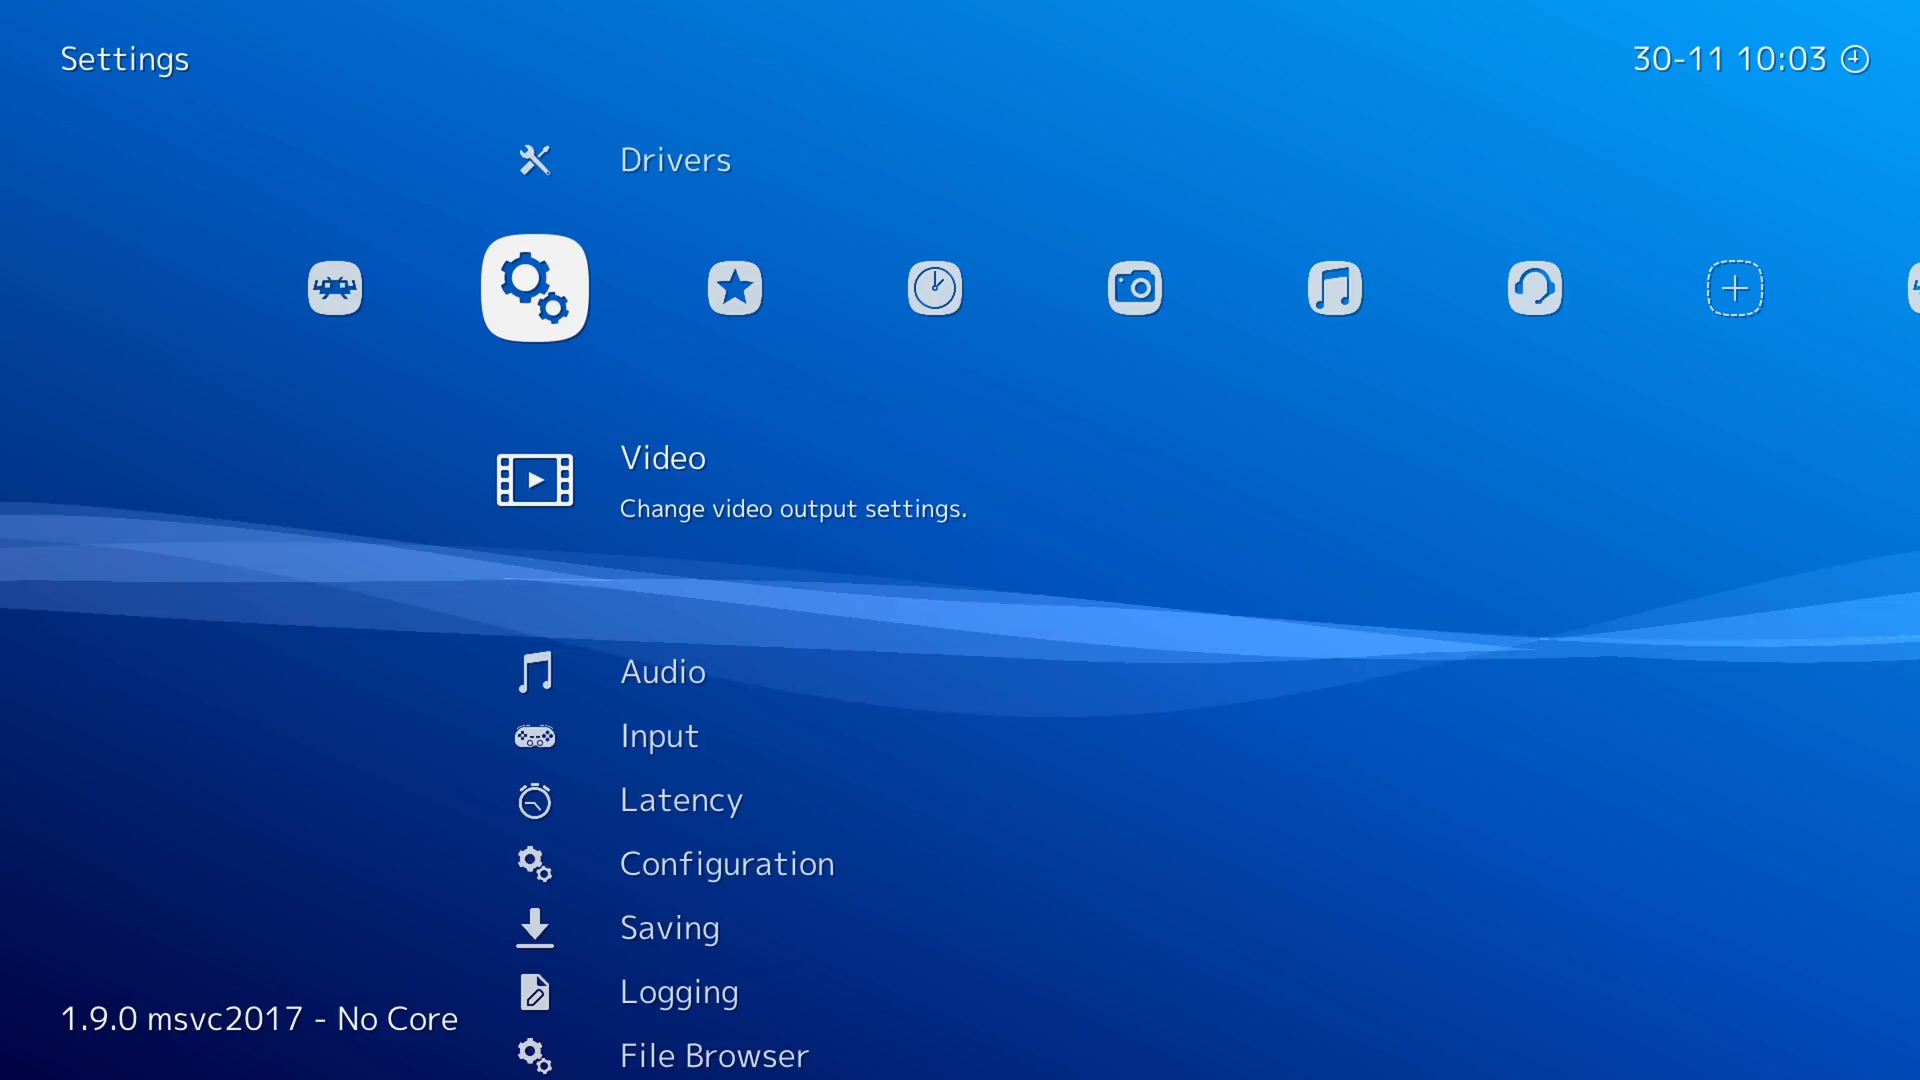 Settings
30-11 10:03
Drivers
Video
Change video output settings.
Audio
Input
Latency
Configuration
Saving
Logging
File Browser
1.9.0 msvc2017 - No Core